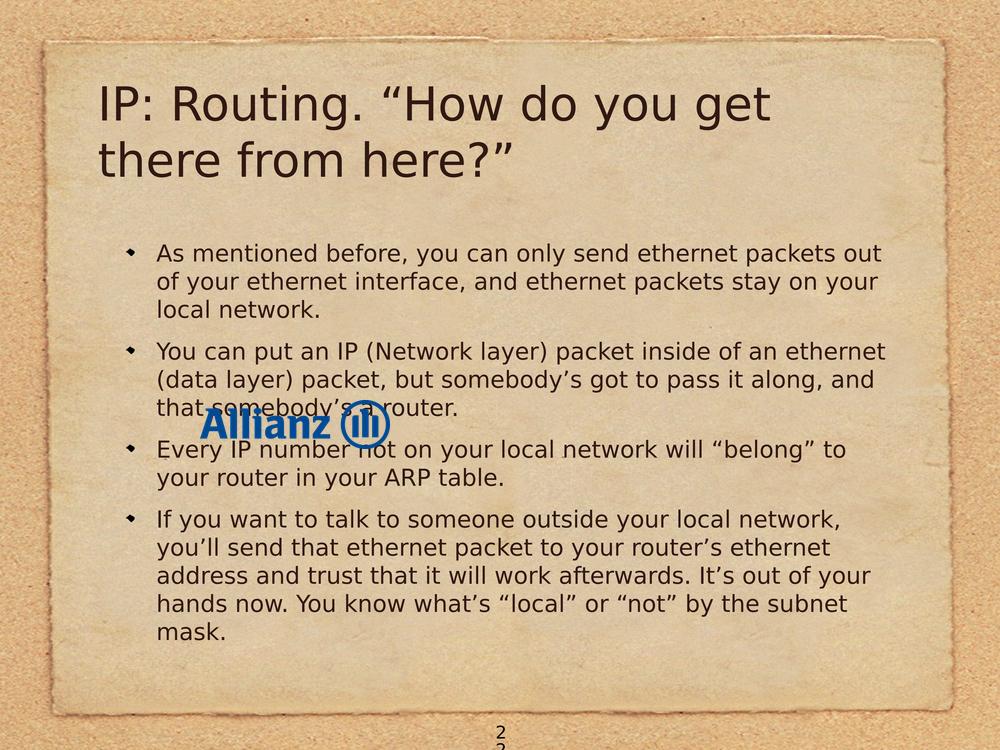 IP: Routing. “How do you get
there from here?”
As mentioned before, you can only send ethernet packets out
of your ethernet interface, and ethernet packets stay on your
local network.
You can put an IP (Network layer) packet inside of an ethernet
(data layer) packet, but somebody’s got to pass it along, and
that somebody’s a router.
Allianz
Every IP number not on your local network will “belong” to
your router in your ARP table.
If you want to talk to someone outside your local network,
you’ll send that ethernet packet to your router’s ethernet
address and trust that it will work afterwards. It’s out of your
hands now. You know what’s “local” or “not” by the subnet
mask.
2
2